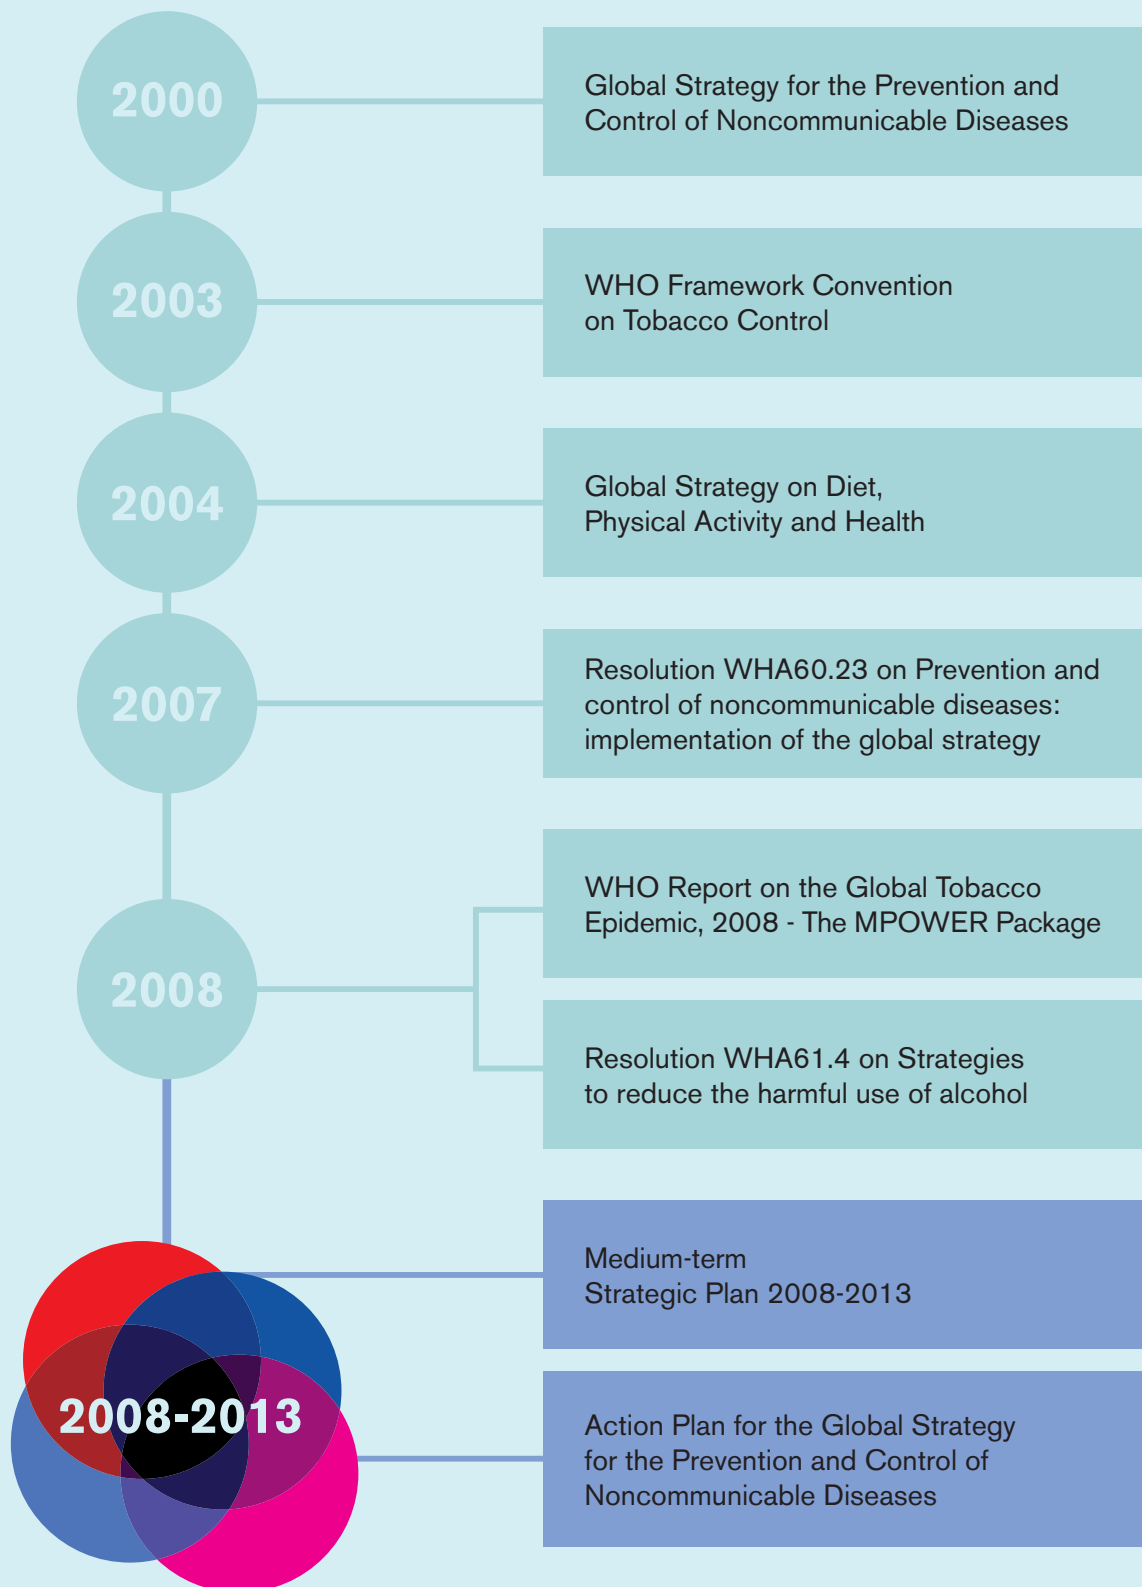 2000
Global Strategy for the Prevention and
Control of Noncommunicable Diseases
2003
WHO Framework Convention
on Tobacco Control
2004
Global Strategy on Diet,
Physical Activity and Health
2007
Resolution WHA60.23 on Prevention and
control of noncommunicable diseases:
implementation of the global strategy
2008
WHO Report on the Global Tobacco
Epidemic, 2008 - The MPOWER Package
Resolution WHA61.4 on Strategies
to reduce the harmful use of alcohol
2008-2013
Medium-term
Strategic Plan 2008-2013
Action Plan for the Global Strategy
for the Prevention and Control of
Noncommunicable Diseases